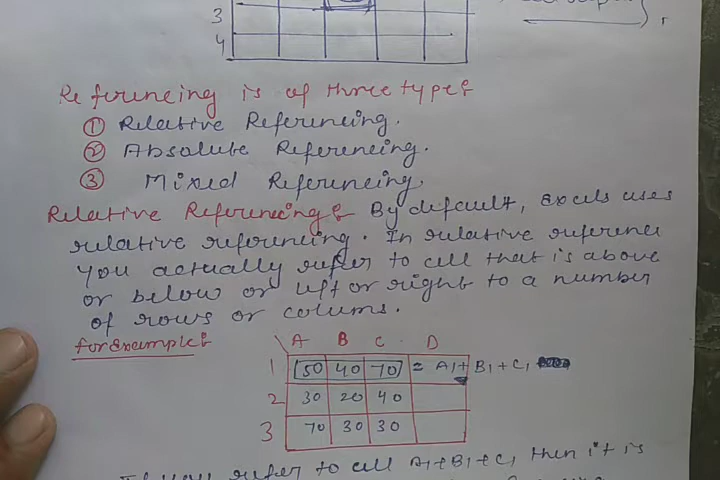 3
4
Referencing is of three types
① Relative Referencing.
② Absolute Referencing.
③ Mixed Referencing.
Relative Referencing: By default, excels uses
relative referencing. In relative reference
you actually refer to cell that is above
or below or left or right to a number
of rows or colums.
for Example:
A B C D
1 50 40 70 = A1+B1+C1
2 30 20 40
3 70 30 30
If you refer to cell A1+B1+C1 then it is